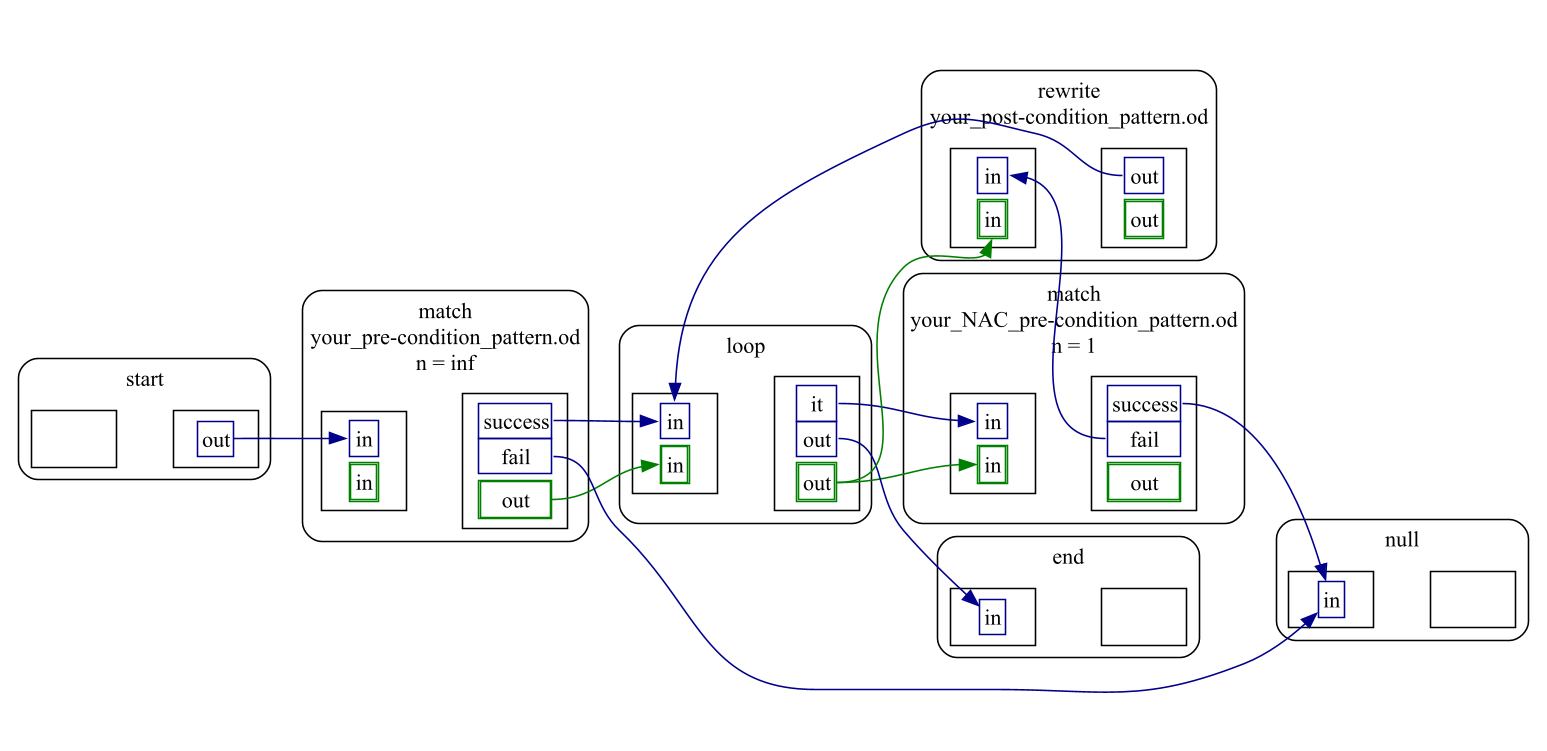 rewrite
your_post-condition_pattern.od
in
out
in
out
match
your_pre-condition_pattern.od
n = inf
in
in
success
fail
out
loop
in
in
it
out
out
match
your_NAC_pre-condition_pattern.od
n = 1
in
in
success
fail
out
start
out
end
in
null
in